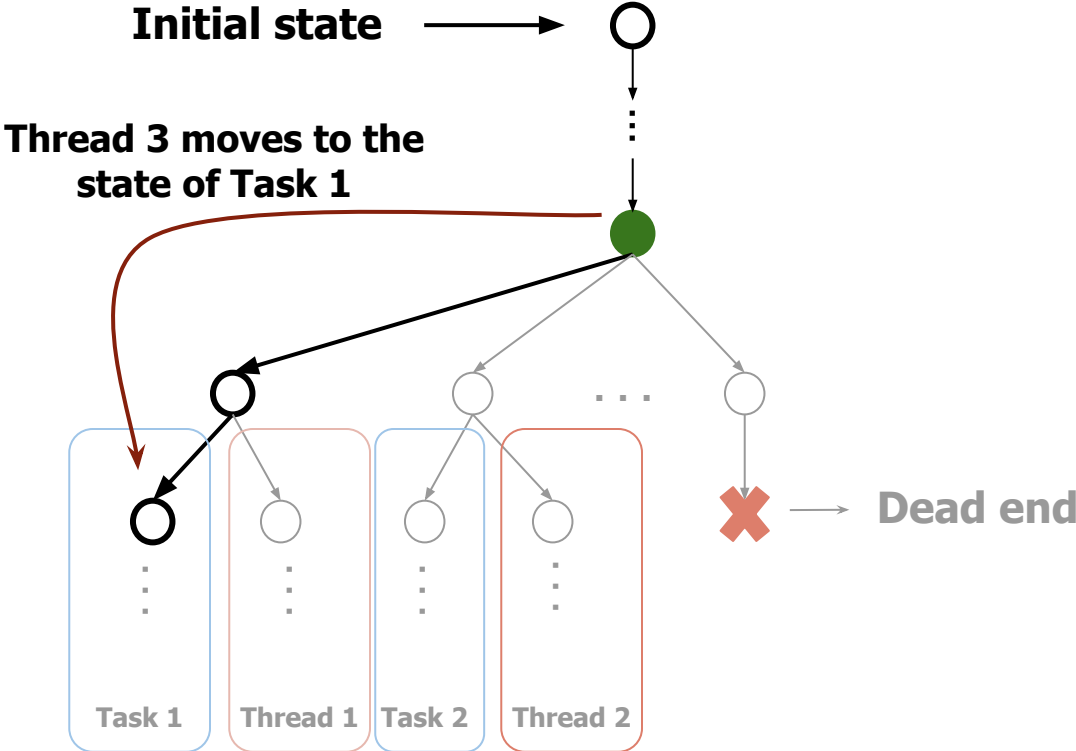 Initial state
Thread 3 moves to the
state of Task 1
Dead end
Task 1
Thread 1
Task 2
Thread 2